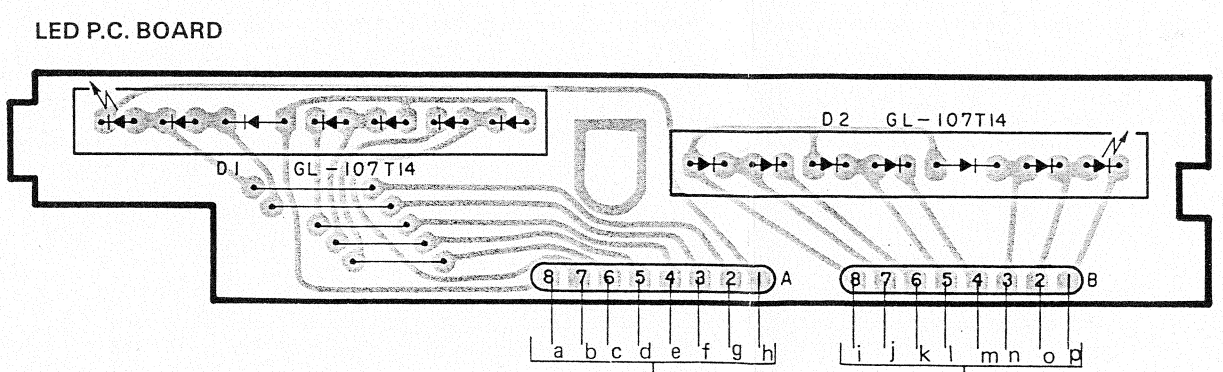 LED P.C. BOARD
D2 GL-107T14
D1 GL-107T14
8 7 6 5 4 3 2 1 A
8 7 6 5 4 3 2 1 B
a b c d e f g h
i j k l m n o p